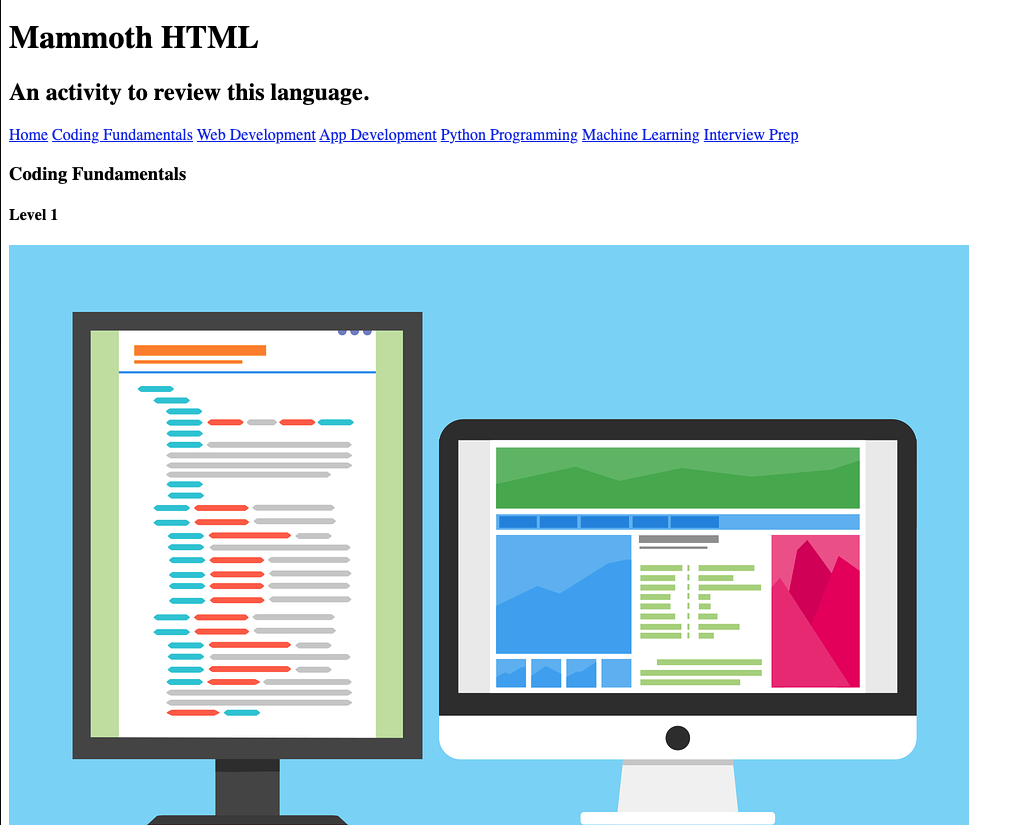 Mammoth HTML
An activity to review this language.
Home Coding Fundamentals Web Development App Development Python Programming Machine Learning Interview Prep
Coding Fundamentals
Level 1